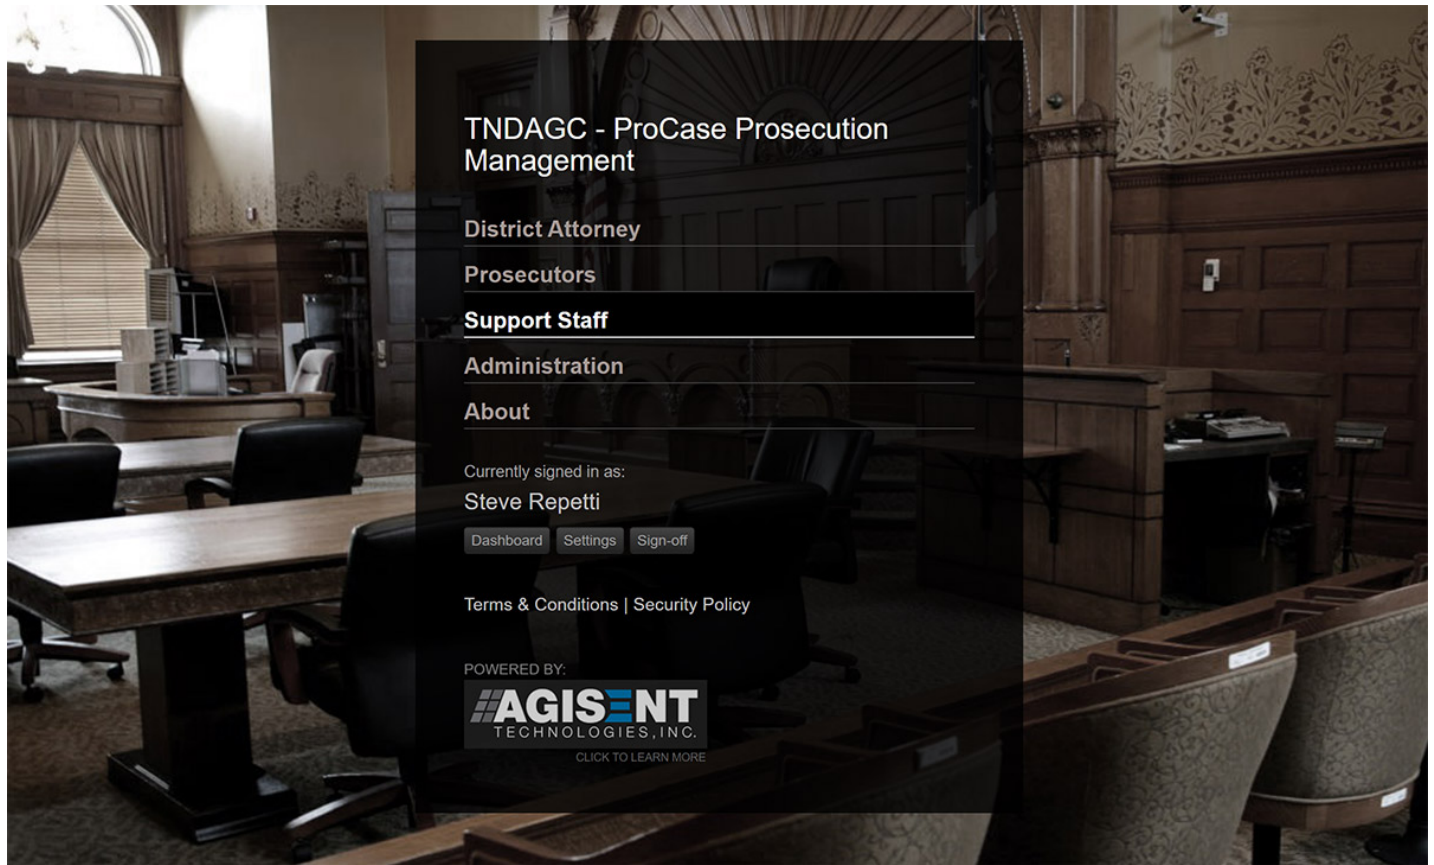 TNDAGC - ProCase Prosecution
Management
District Attorney
Prosecutors
Support Staff
Administration
About
Currently signed in as:
Steve Repetti
Dashboard Settings Sign-off
Terms & Conditions | Security Policy
POWERED BY:
AGISENT
TECHNOLOGIES, INC.
CLICK TO LEARN MORE